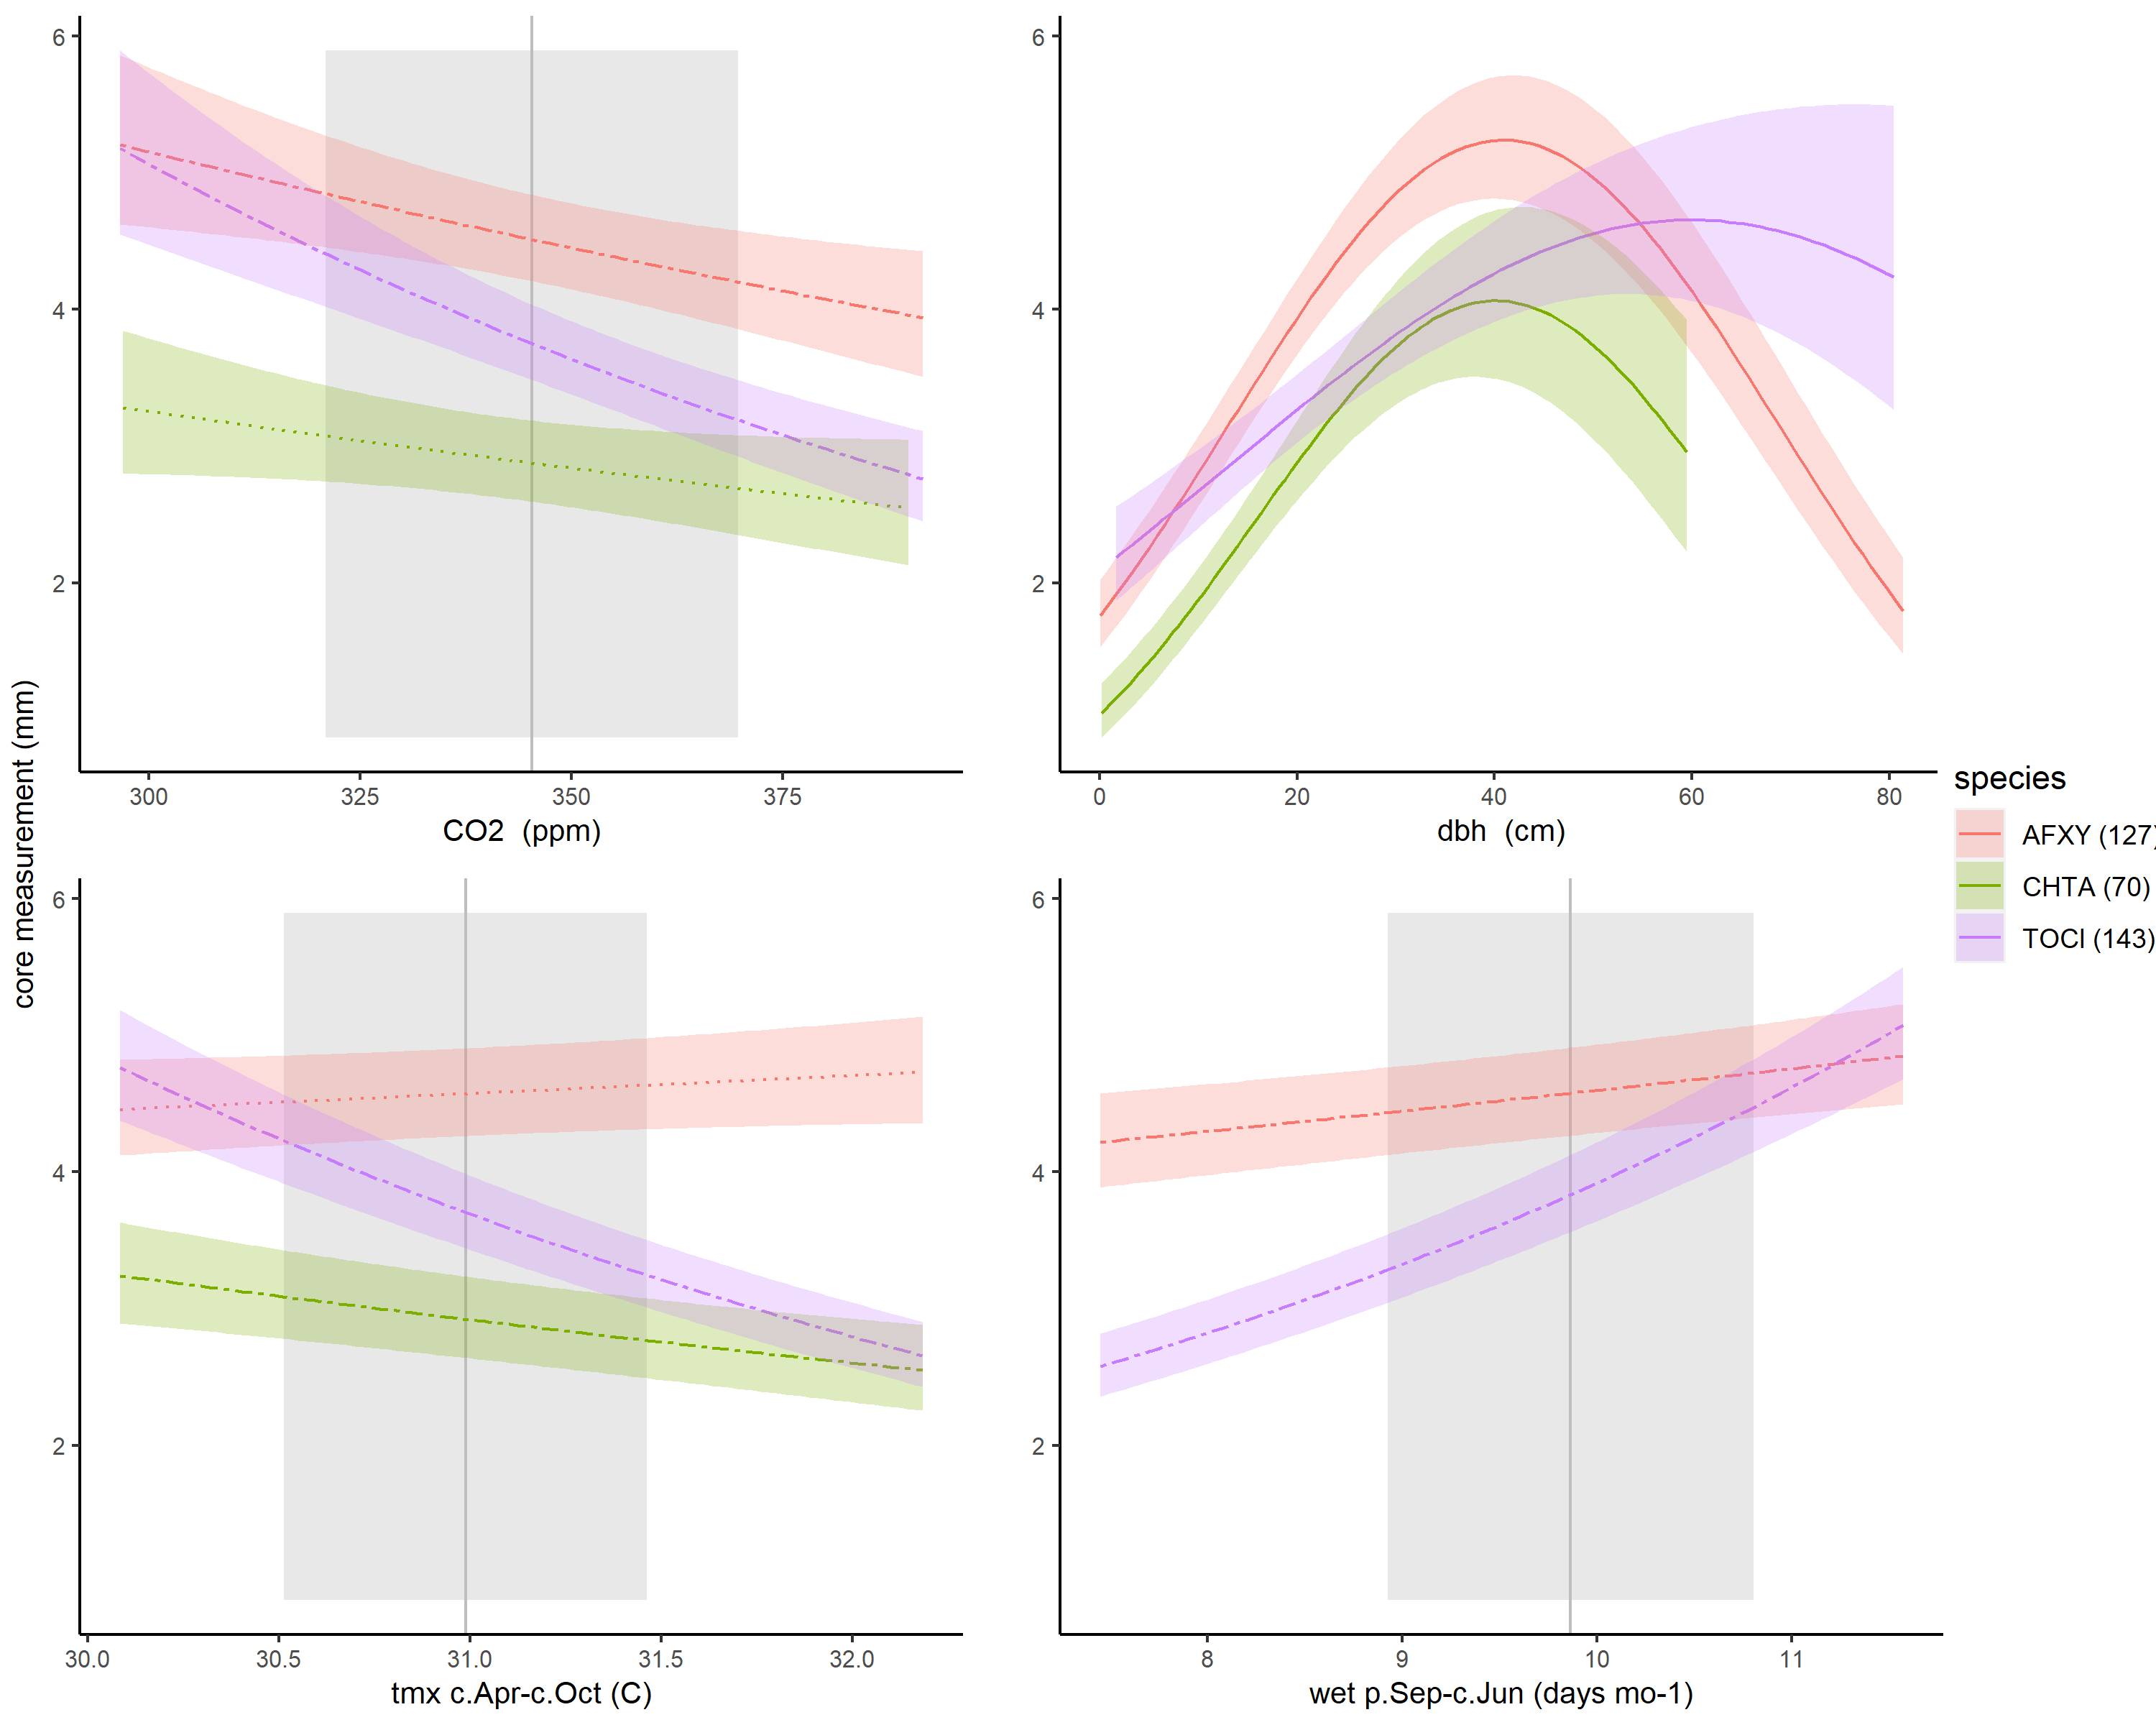 core measurement (mm)
6
4
2
300 325 350 375
CO2 (ppm)
6
4
2
0 20 40 60 80
dbh (cm)
6
4
2
30.0 30.5 31.0 31.5 32.0
tmx c.Apr-c.Oct (C)
6
4
2
8 9 10 11
wet p.Sep-c.Jun (days mo-1)
species
AFXY (127)
CHTA (70)
TOCI (143)